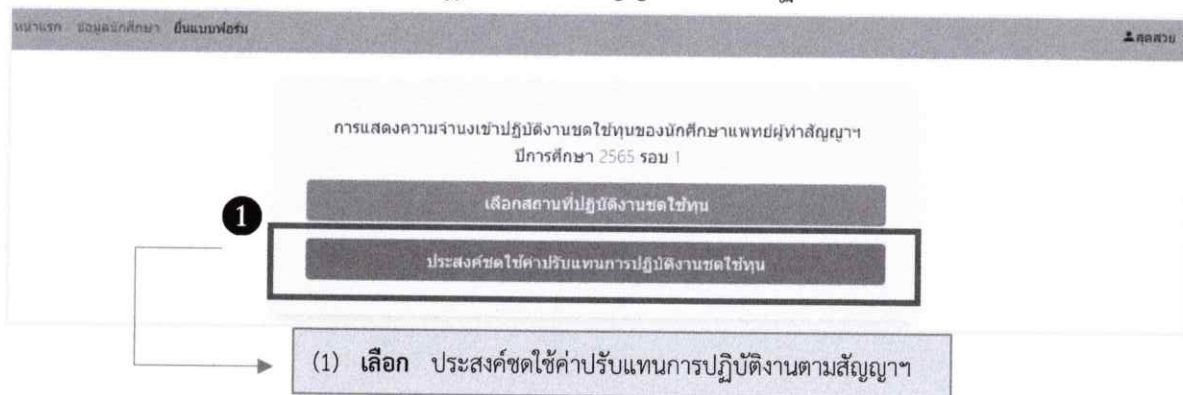 หน้าแรก ข้อมูลนักศึกษา ยื่นแบบฟอร์ม
สุดสวย
การแสดงความจำนงเข้าปฏิบัติงานชดใช้ทุนของนักศึกษาแพทย์ผู้ทำสัญญาฯ
ปีการศึกษา 2565 รอบ 1
เลือกสถานที่ปฏิบัติงานชดใช้ทุน
1
ประสงค์ชดใช้ค่าปรับแทนการปฏิบัติงานชดใช้ทุน
(1) เลือก ประสงค์ชดใช้ค่าปรับแทนการปฏิบัติงานตามสัญญาฯ